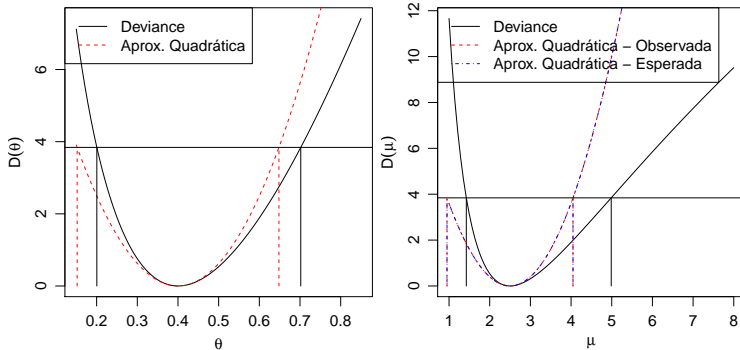 Deviance
Aprox. Quadrática
D(θ)
0 2 4 6
0.2 0.3 0.4 0.5 0.6 0.7 0.8
θ
Deviance
Aprox. Quadrática − Observada
Aprox. Quadrática − Esperada
D(μ)
0 2 4 6 8 10 12
1 2 3 4 5 6 7 8
μ